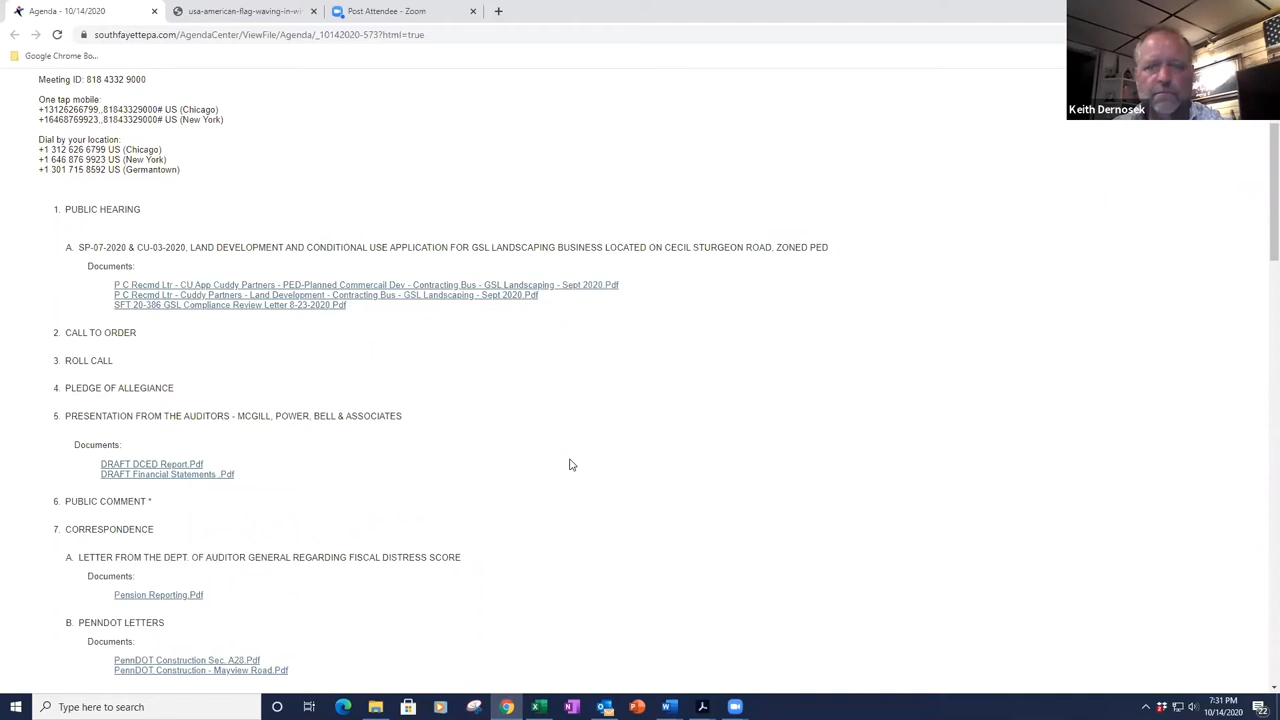 Agenda - 10/14/2020
usa-american-flag-waving-in-wi
Post Attendee - Zoom
southfayettepa.com/AgendaCenter/ViewFile/Agenda/_10142020-573?html=true
Google Chrome Bo...
Keith Dernosek
Meeting ID: 818 4332 9000
One tap mobile:
+13126266799,,81843329000# US (Chicago)
+16468769923,,81843329000# US (New York)
Dial by your location:
+1 312 626 6799 US (Chicago)
+1 646 876 9923 US (New York)
+1 301 715 8592 US (Germantown)
1. PUBLIC HEARING
A. SP-07-2020 & CU-03-2020, LAND DEVELOPMENT AND CONDITIONAL USE APPLICATION FOR GSL LANDSCAPING BUSINESS LOCATED ON CECIL STURGEON ROAD, ZONED PED
Documents:
P C Recmd Ltr - CU App Cuddy Partners - PED-Planned Commercail Dev - Contracting Bus - GSL Landscaping - Sept 2020.Pdf
P C Recmd Ltr - Cuddy Partners - Land Development - Contracting Bus - GSL Landscaping - Sept 2020.Pdf
SFT 20-386 GSL Compliance Review Letter 8-23-2020.Pdf
2. CALL TO ORDER
3. ROLL CALL
4. PLEDGE OF ALLEGIANCE
5. PRESENTATION FROM THE AUDITORS - MCGILL, POWER, BELL & ASSOCIATES
Documents:
DRAFT DCED Report.Pdf
DRAFT Financial Statements .Pdf
6. PUBLIC COMMENT *
7. CORRESPONDENCE
A. LETTER FROM THE DEPT. OF AUDITOR GENERAL REGARDING FISCAL DISTRESS SCORE
Documents:
Pension Reporting.Pdf
B. PENNDOT LETTERS
Documents:
PennDOT Construction Sec. A28.Pdf
PennDOT Construction - Mayview Road.Pdf
Type here to search
7:31 PM
10/14/2020
22